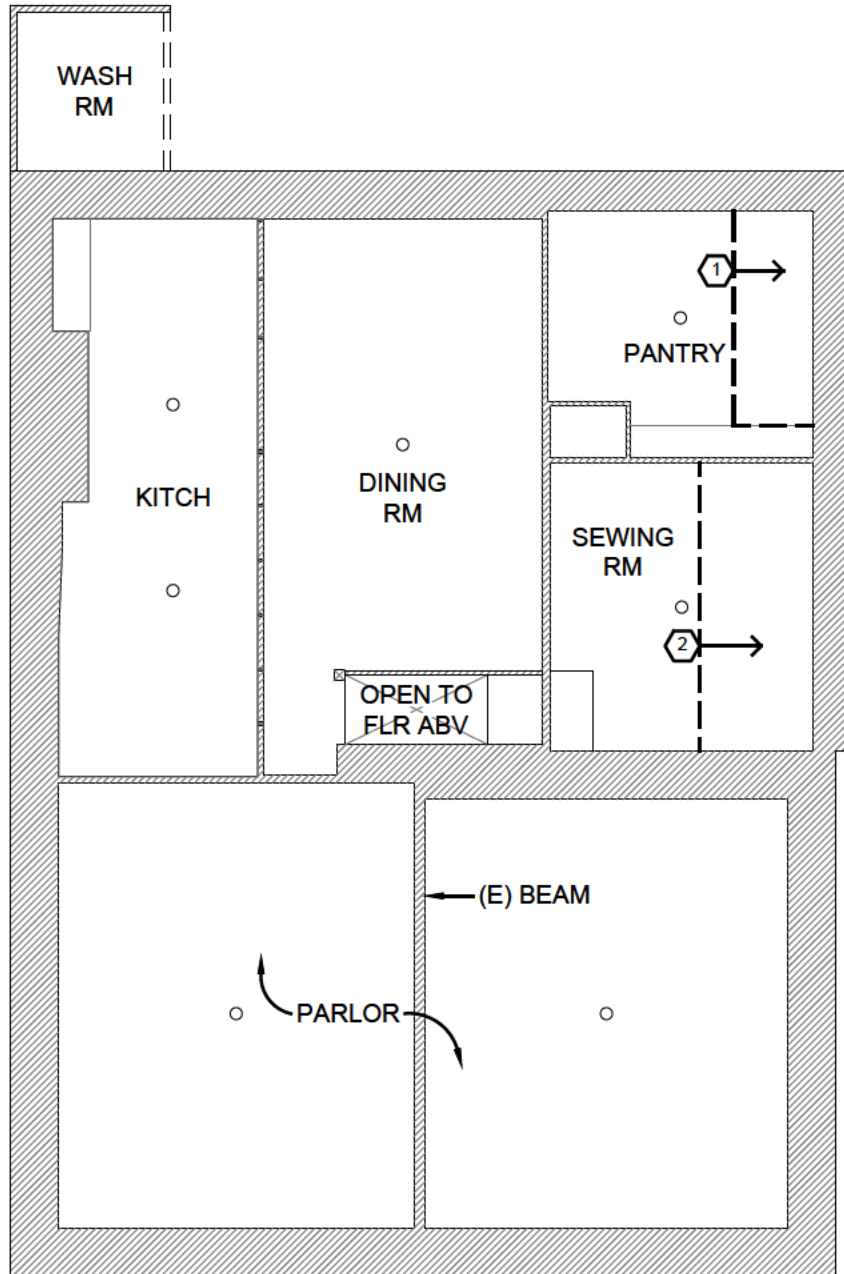 WASH
RM
1
PANTRY
KITCH
DINING
RM
SEWING
RM
2
OPEN TO
FLR ABV
(E) BEAM
PARLOR